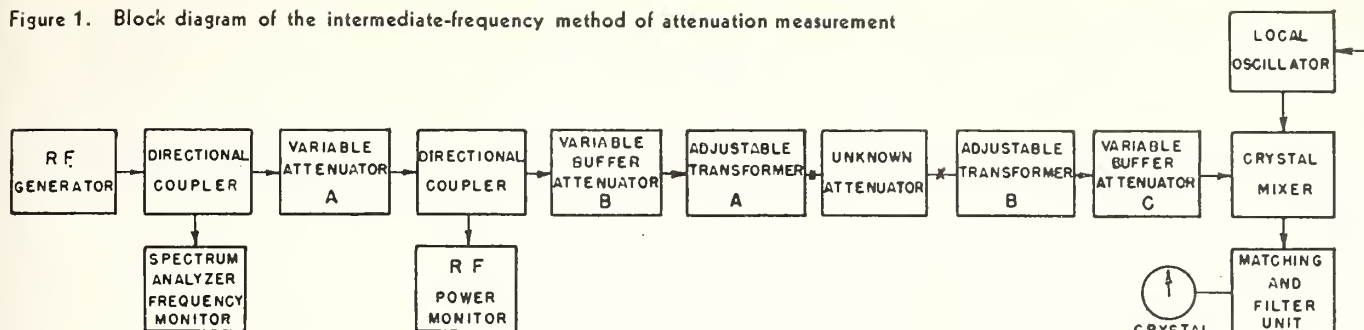 Figure 1. Block diagram of the intermediate-frequency method of attenuation measurement
LOCAL
OSCILLATOR
R F
GENERATOR
DIRECTIONAL
COUPLER
VARIABLE
ATTENUATOR
A
DIRECTIONAL
COUPLER
VARIABLE
BUFFER
ATTENUATOR
B
ADJUSTABLE
TRANSFORMER
A
UNKNOWN
ATTENUATOR
X
ADJUSTABLE
TRANSFORMER
B
VARIABLE
BUFFER
ATTENUATOR
C
CRYSTAL
MIXER
SPECTRUM
ANALYZER
FREQUENCY
MONITOR
R F
POWER
MONITOR
MATCHING
AND
FILTER
UNIT
CRYSTAL